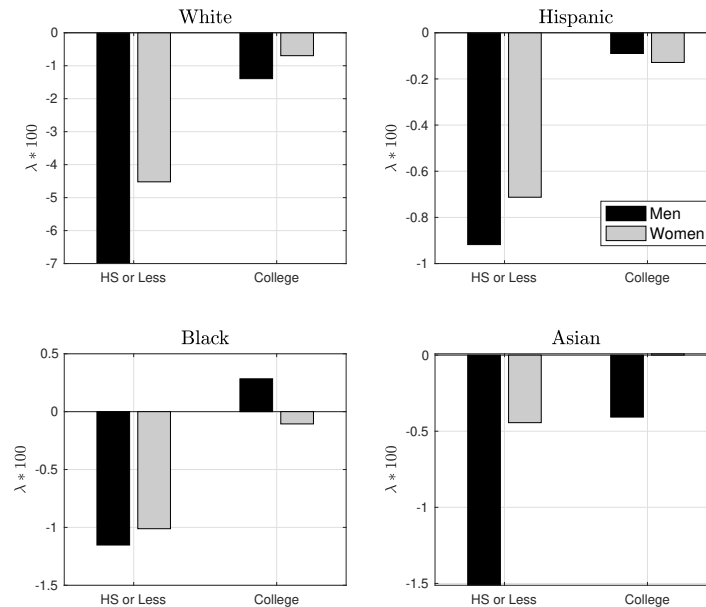 White
0
-1
-2
-3
-4
-5
-6
-7
λ ∗ 100
HS or Less
College
Hispanic
0
-0.2
-0.4
-0.6
-0.8
-1
λ ∗ 100
HS or Less
College
Men
Women
Black
0.5
0
-0.5
-1
-1.5
λ ∗ 100
HS or Less
College
Asian
0
-0.5
-1
-1.5
λ ∗ 100
HS or Less
College